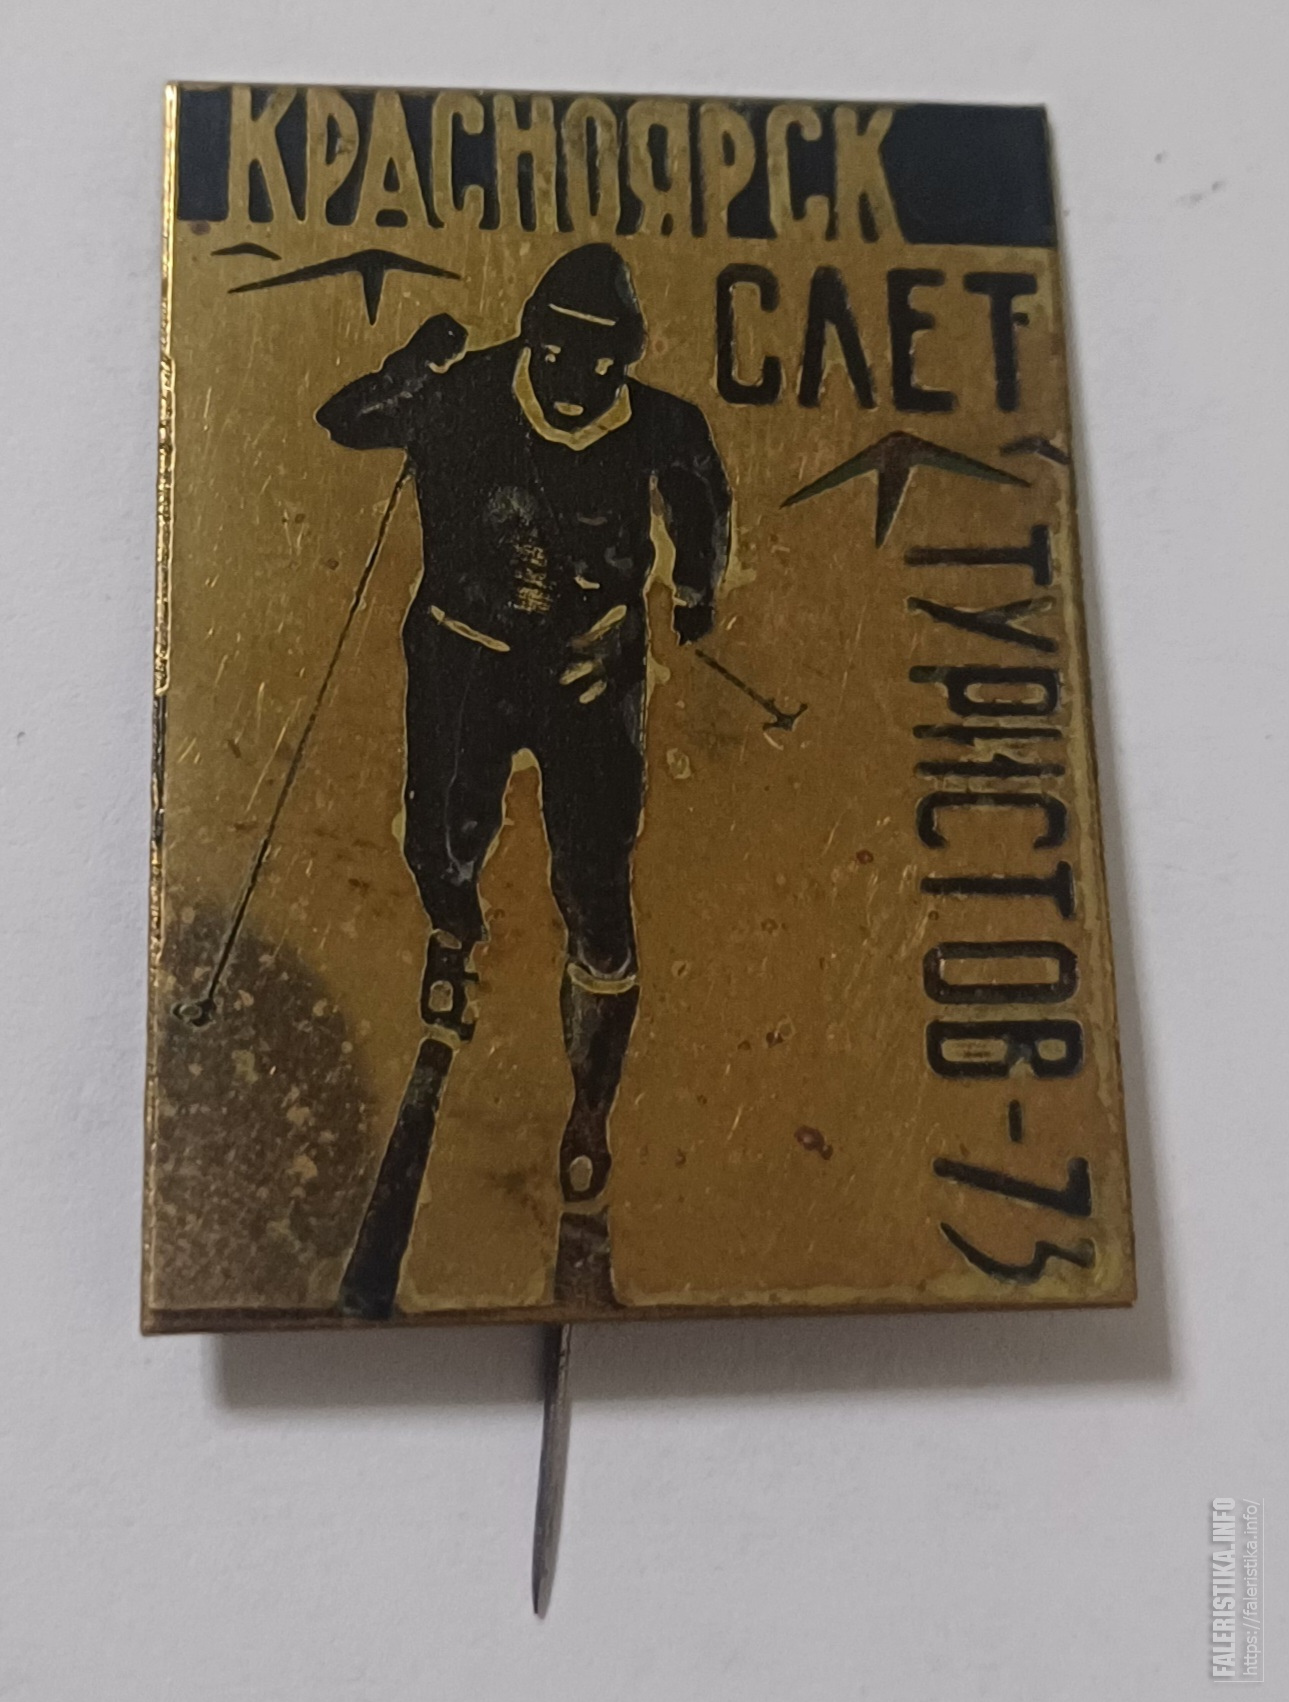 КРАСНОЯРСК
СЛЕТ
ТУРИСТОВ-73
FALERISTIKA.INFO
https://faleristika.info/